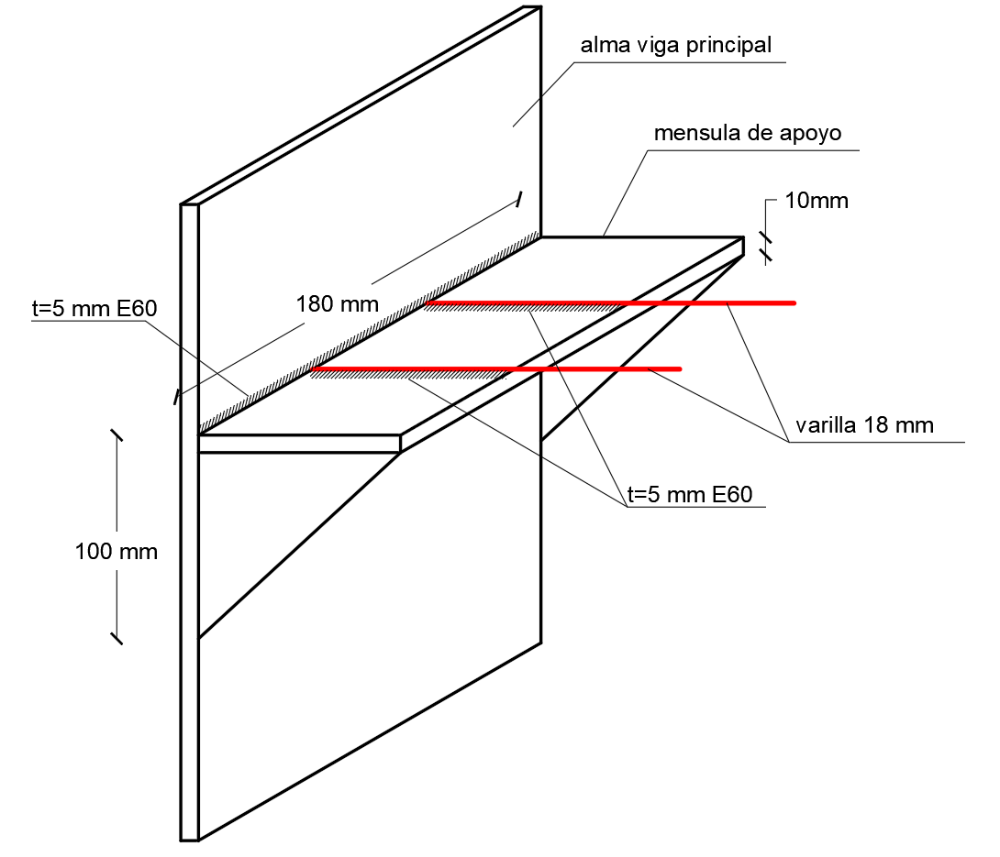 alma viga principal
mensula de apoyo
10mm
180 mm
t=5 mm E60
varilla 18 mm
t=5 mm E60
100 mm